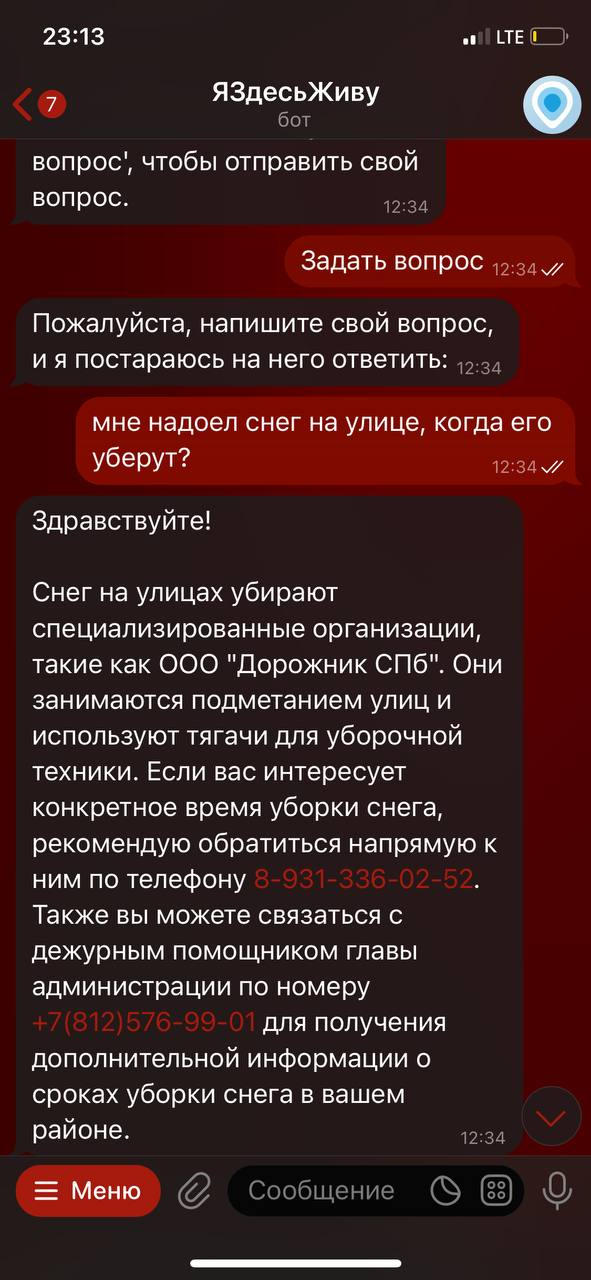 23:13
LTE
7
ЯЗдесьЖиву
бот
вопрос', чтобы отправить свой
вопрос.
12:34
Задать вопрос 12:34
Пожалуйста, напишите свой вопрос,
и я постараюсь на него ответить: 12:34
мне надоел снег на улице, когда его
уберут?
12:34
Здравствуйте!
Снег на улицах убирают
специализированные организации,
такие как ООО "Дорожник СПб". Они
занимаются подметанием улиц и
используют тягачи для уборочной
техники. Если вас интересует
конкретное время уборки снега,
рекомендую обратиться напрямую к
ним по телефону 8-931-336-02-52.
Также вы можете связаться с
дежурным помощником главы
администрации по номеру
+7(812)576-99-01 для получения
дополнительной информации о
сроках уборки снега в вашем
районе.
12:34
Меню
Сообщение